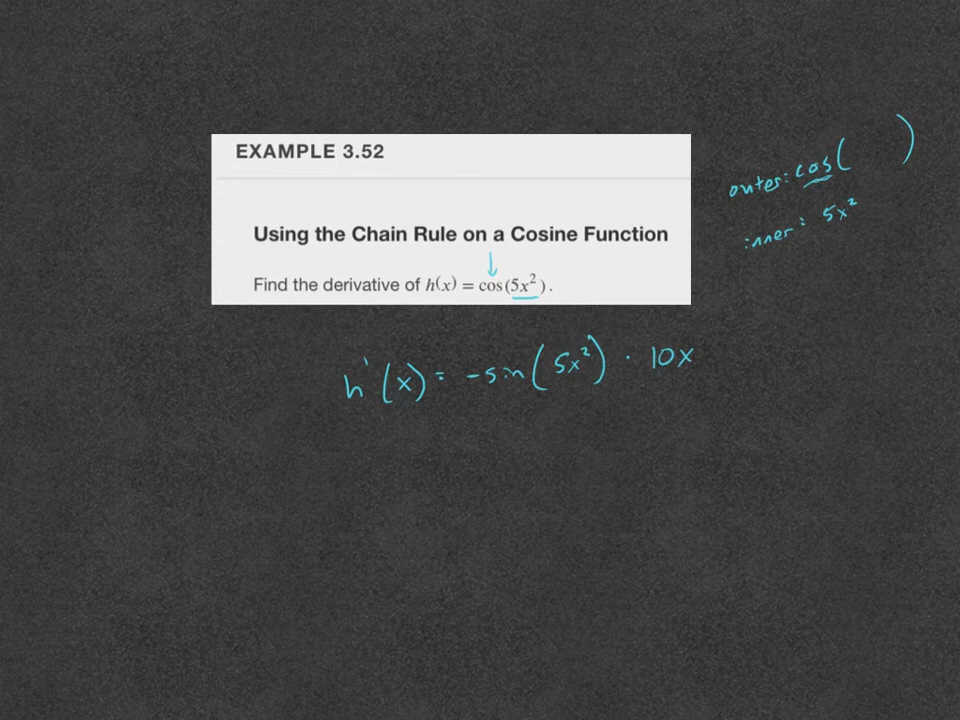 EXAMPLE 3.52
outer: cos( )
inner: 5x²
Using the Chain Rule on a Cosine Function
Find the derivative of h(x) = cos(5x²).
h'(x) = -sin(5x²) · 10x